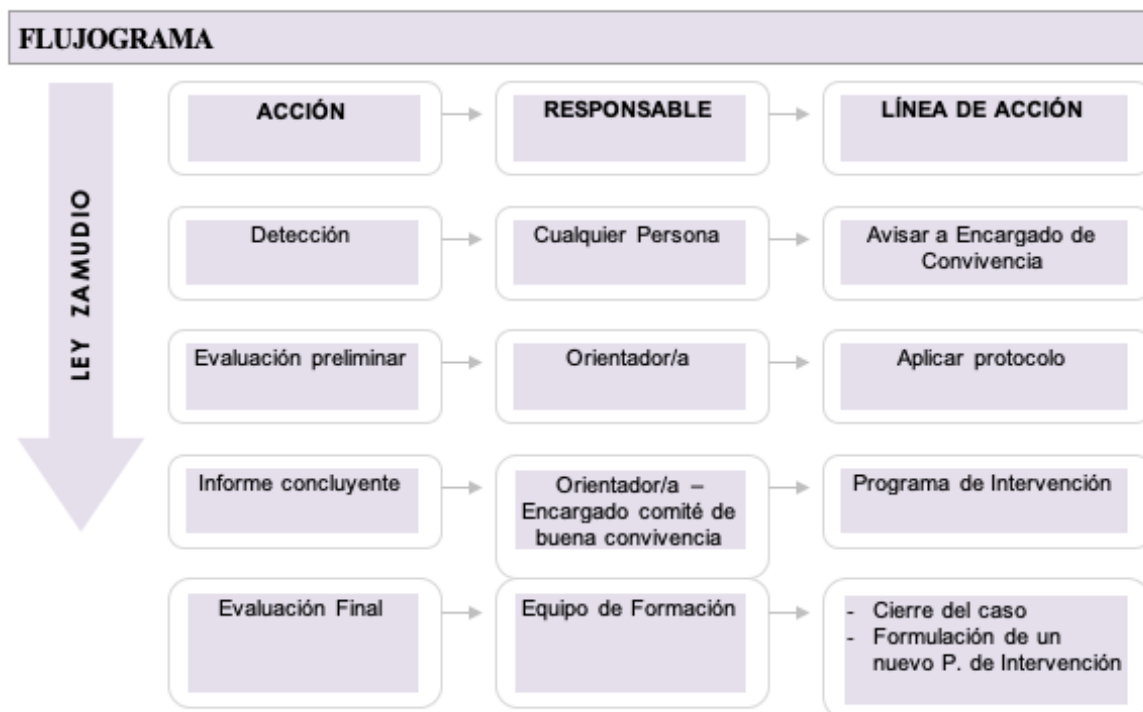 FLUJOGRAMA
LEY ZAMUDIO
ACCIÓN
RESPONSABLE
LÍNEA DE ACCIÓN
Detección
Cualquier Persona
Avisar a Encargado de
Convivencia
Evaluación preliminar
Orientador/a
Aplicar protocolo
Informe concluyente
Orientador/a –
Encargado comité de
buena convivencia
Programa de Intervención
Evaluación Final
Equipo de Formación
- Cierre del caso
- Formulación de un
nuevo P. de Intervención